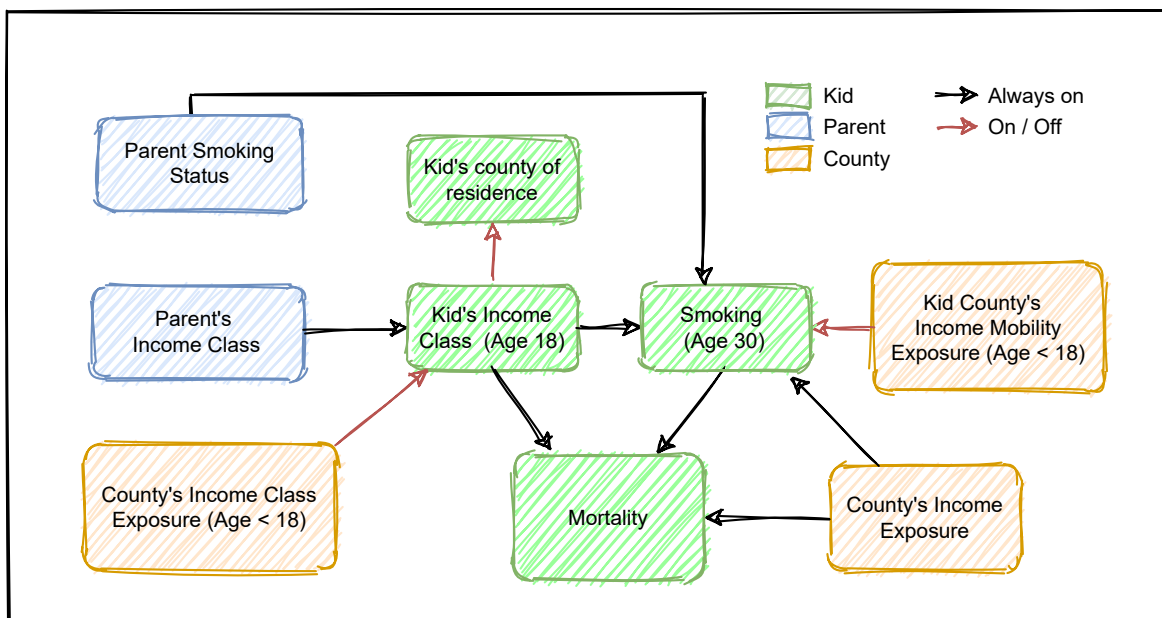 Kid
Always on
Parent
On / Off
County
Parent Smoking
Status
Kid's county of
residence
Parent's
Income Class
Kid's Income
Class (Age 18)
Smoking
(Age 30)
Kid County's
Income Mobility
Exposure (Age < 18)
County's Income Class
Exposure (Age < 18)
Mortality
County's Income
Exposure